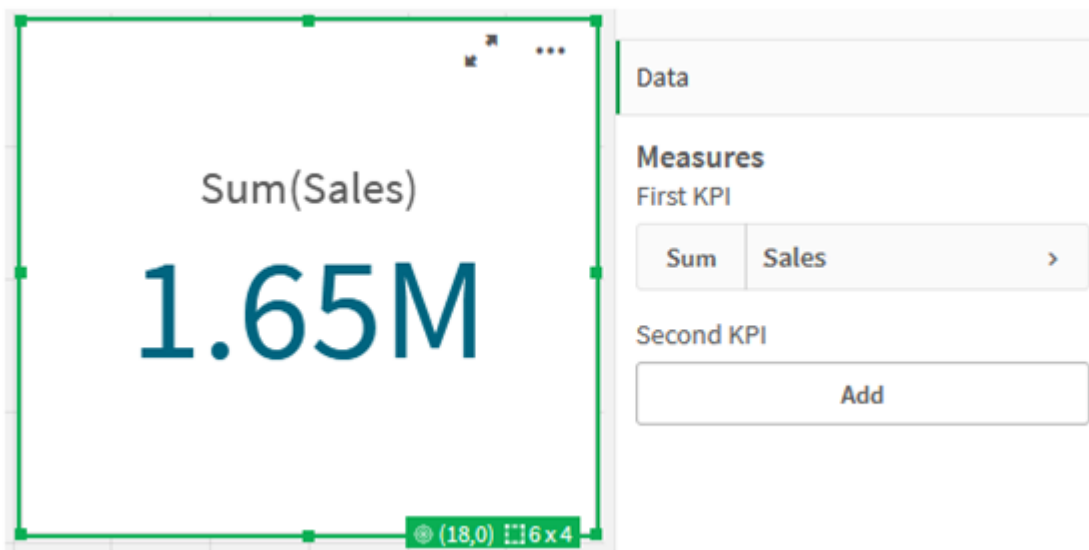 Sum(Sales)
1.65M
(18,0) 6 x 4
Data
Measures
First KPI
Sum Sales
Second KPI
Add